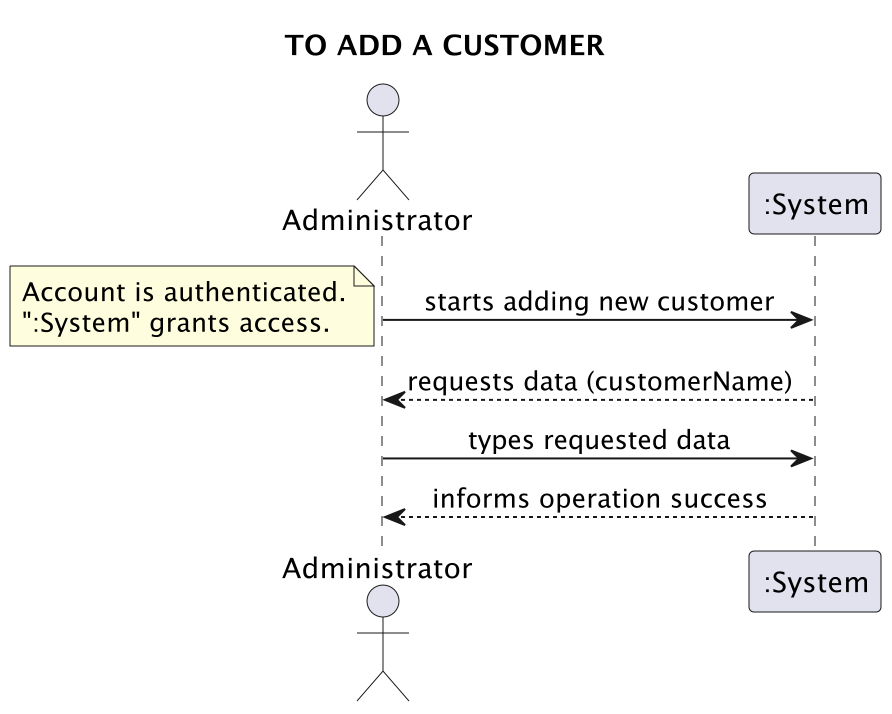 TO ADD A CUSTOMER
Administrator
:System
Account is authenticated.
":System" grants access.
starts adding new customer
requests data (customerName)
types requested data
informs operation success
Administrator
:System